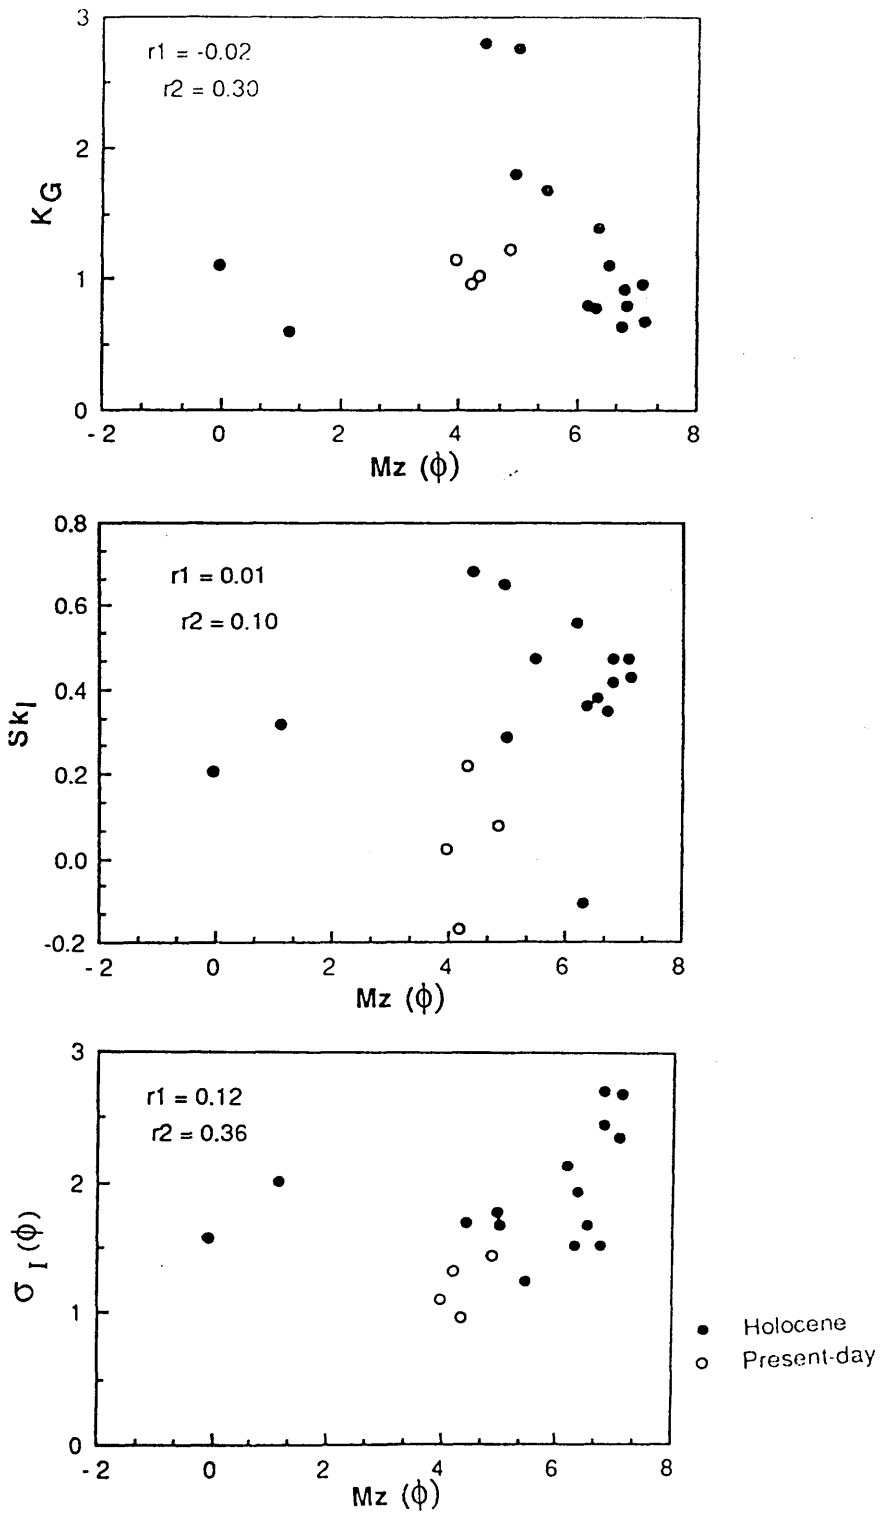 3
r1 = -0.02
r2 = 0.30
2
KG
1
0
-2 0 2 4 6 8
Mz (ϕ)
0.8
r1 = 0.01
r2 = 0.10
0.6
0.4
SkI
0.2
0.0
-0.2
-2 0 2 4 6 8
Mz (ϕ)
3
r1 = 0.12
r2 = 0.36
2
σI (ϕ)
1
Holocene
Present-day
0
-2 0 2 4 6 8
Mz (ϕ)